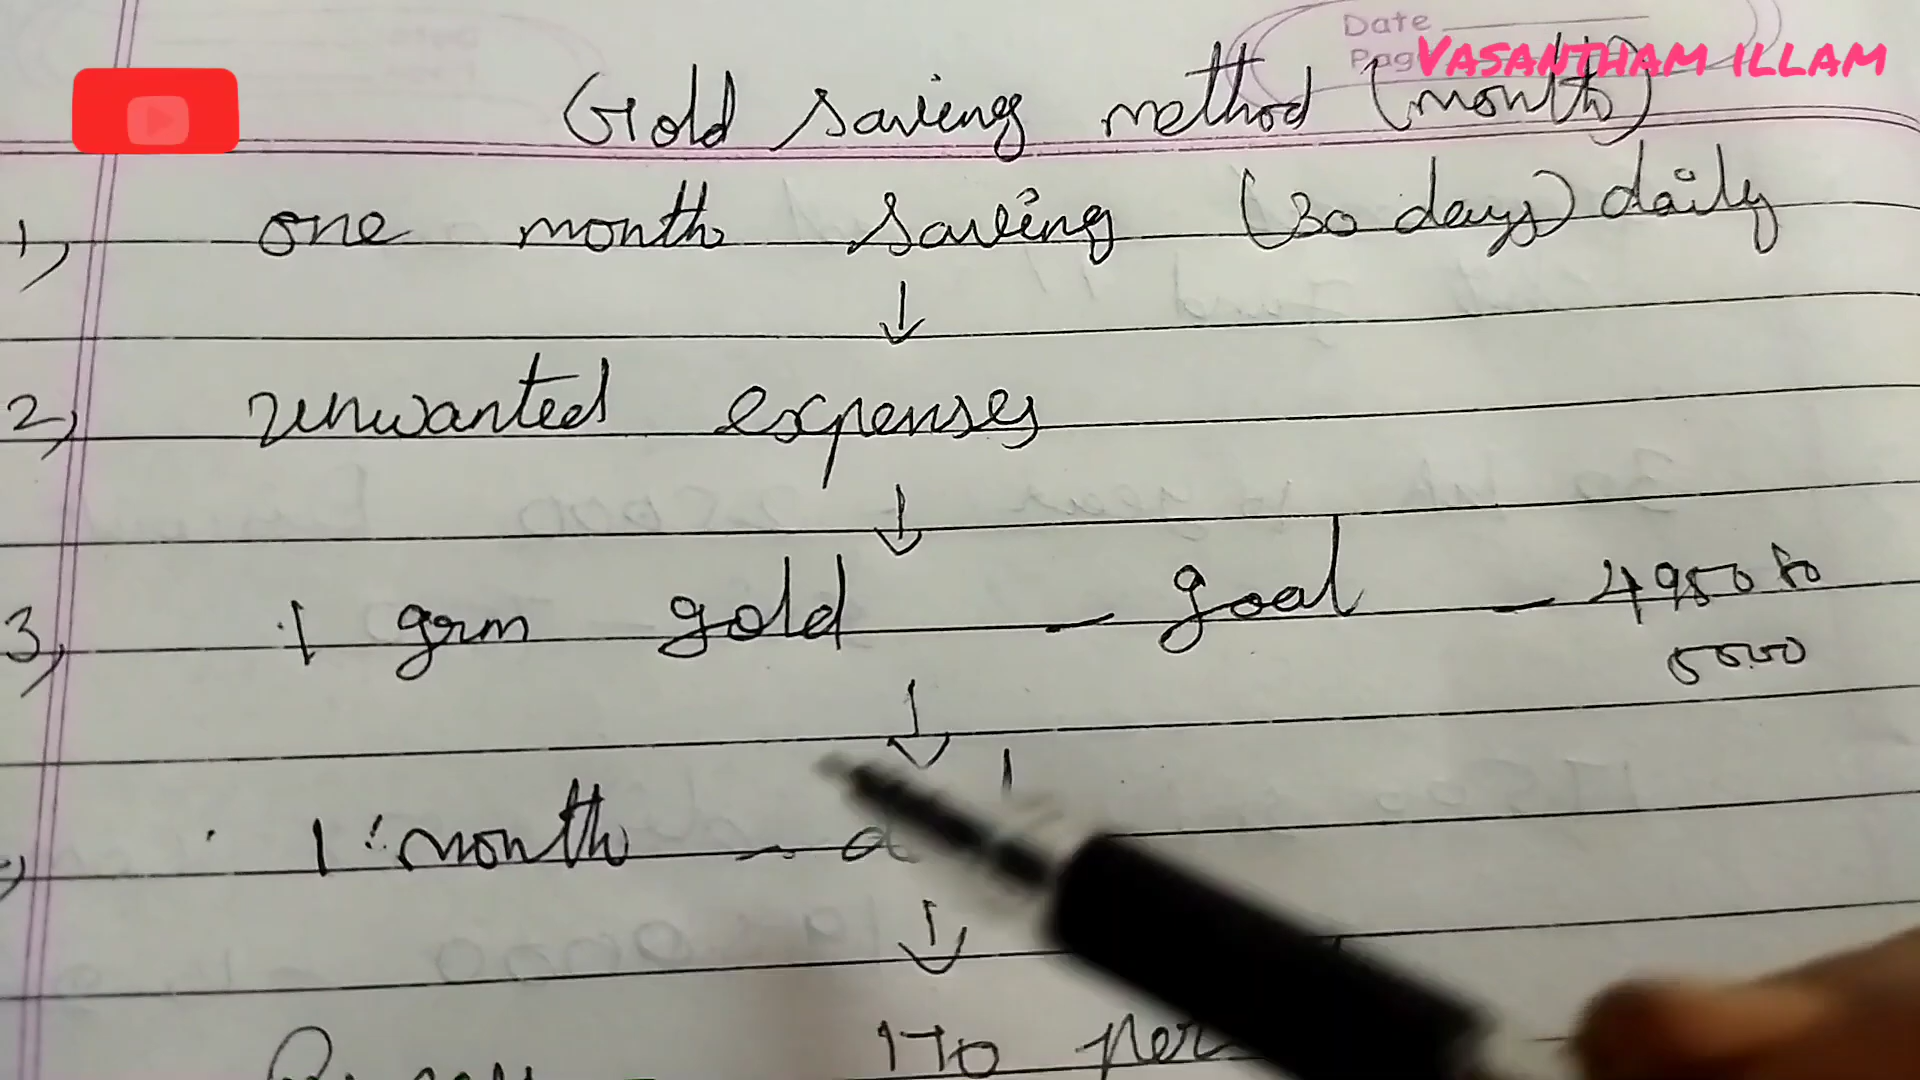 Date
Page
VASANTHAM ILLAM
Gold saving method (month)
1, one month saving (30 days) daily
2, unwanted expenses
3, 1 grm gold - goal - 4950 to
5000
1 month -
170 per